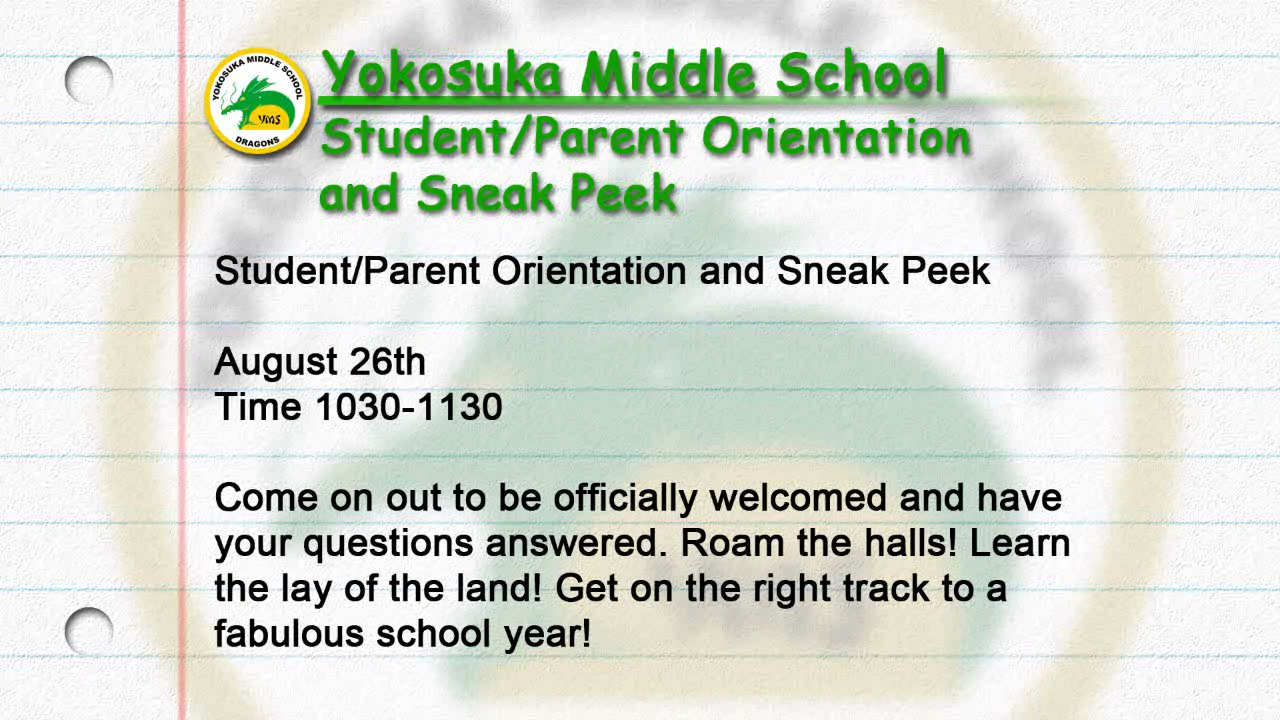 YOKOSUKA MIDDLE SCHOOL
YMS
DRAGONS
Yokosuka Middle School
Student/Parent Orientation
and Sneak Peek
Student/Parent Orientation and Sneak Peek
August 26th
Time 1030-1130
Come on out to be officially welcomed and have
your questions answered. Roam the halls! Learn
the lay of the land! Get on the right track to a
fabulous school year!